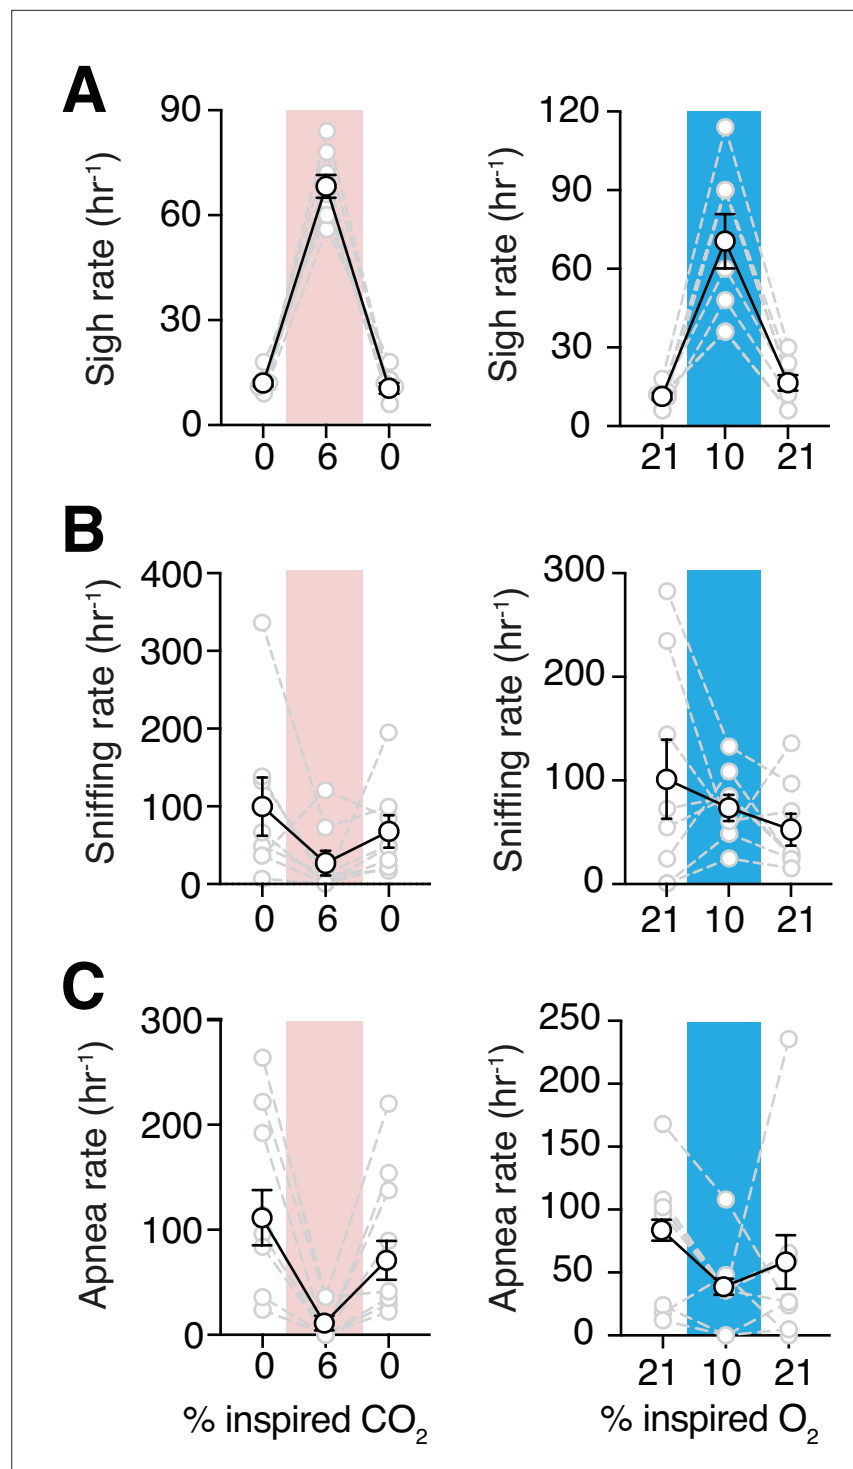 A
Sigh rate (hr-1)
90
60
30
0
0 6 0
Sigh rate (hr-1)
120
90
60
30
0
21 10 21
B
Sniffing rate (hr-1)
400
300
200
100
0
0 6 0
Sniffing rate (hr-1)
300
200
100
0
21 10 21
C
Apnea rate (hr-1)
300
200
100
0
0 6 0
% inspired CO2
Apnea rate (hr-1)
250
200
150
100
50
0
21 10 21
% inspired O2